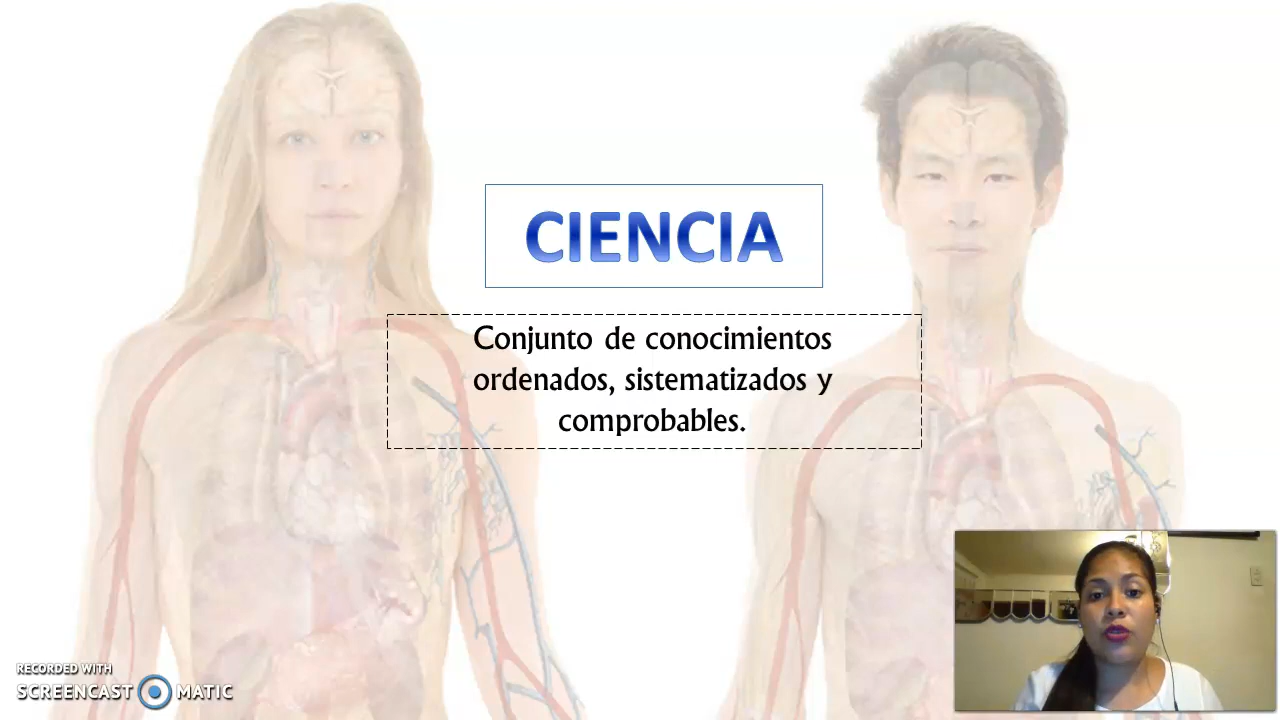 CIENCIA
Conjunto de conocimientos
ordenados, sistematizados y
comprobables.
RECORDED WITH
SCREENCAST MATIC